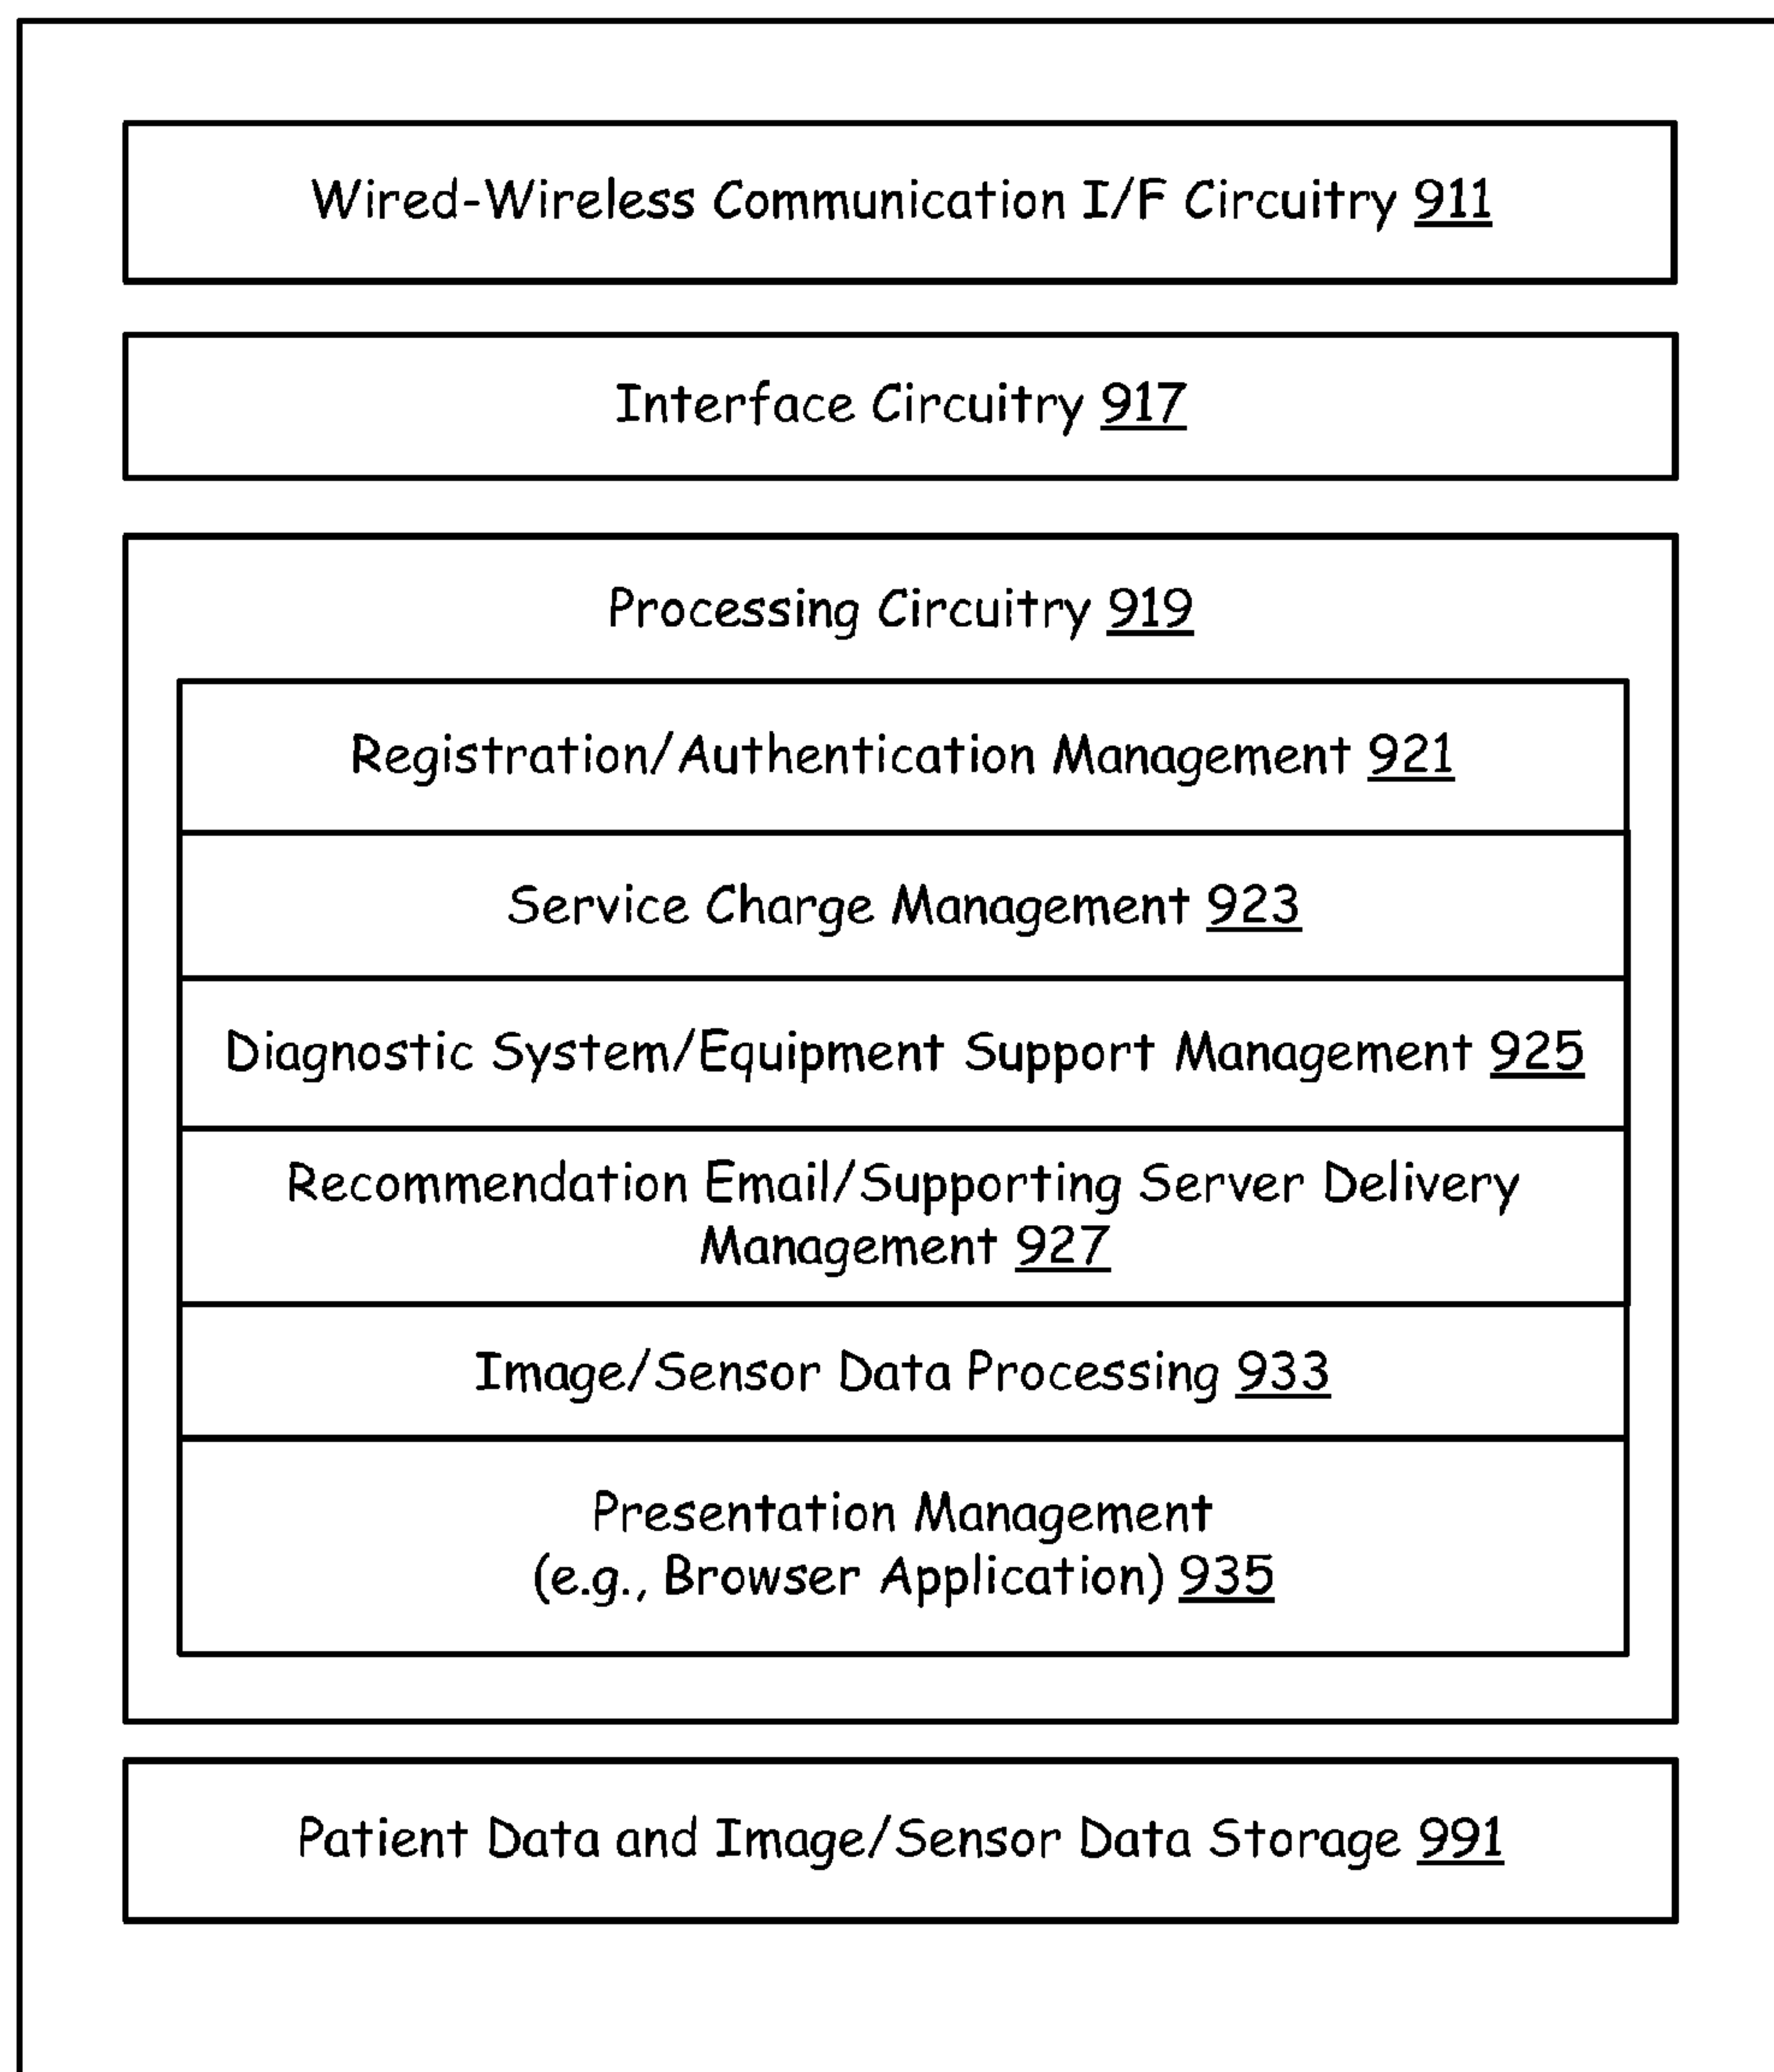 Wired-Wireless Communication I/F Circuitry 911
Interface Circuitry 917
Processing Circuitry 919
Registration/Authentication Management 921
Service Charge Management 923
Diagnostic System/Equipment Support Management 925
Recommendation Email/Supporting Server Delivery
Management 927
Image/Sensor Data Processing 933
Presentation Management
(e.g., Browser Application) 935
Patient Data and Image/Sensor Data Storage 991